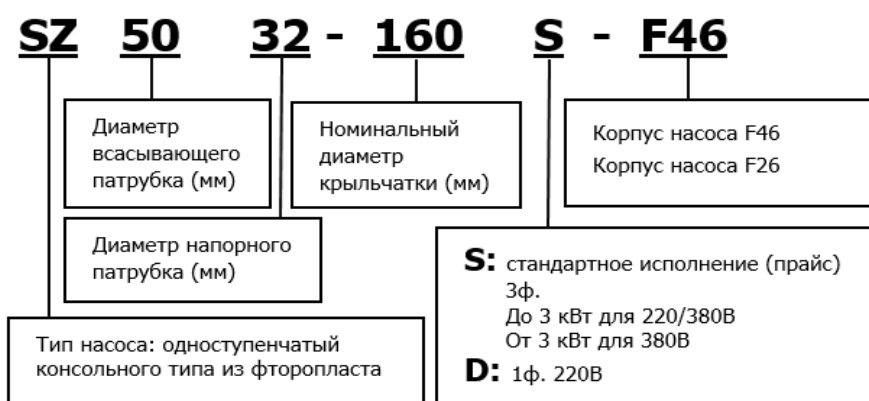 SZ 50 32 - 160 S - F46
Диаметр
всасывающего
патрубка (мм)
Номинальный
диаметр
крыльчатки (мм)
Корпус насоса F46
Корпус насоса F26
Диаметр напорного
патрубка (мм)
S: стандартное исполнение (прайс)
3ф.
До 3 кВт для 220/380В
От 3 кВт для 380В
D: 1ф. 220В
Тип насоса: одноступенчатый
консольного типа из фторопласта